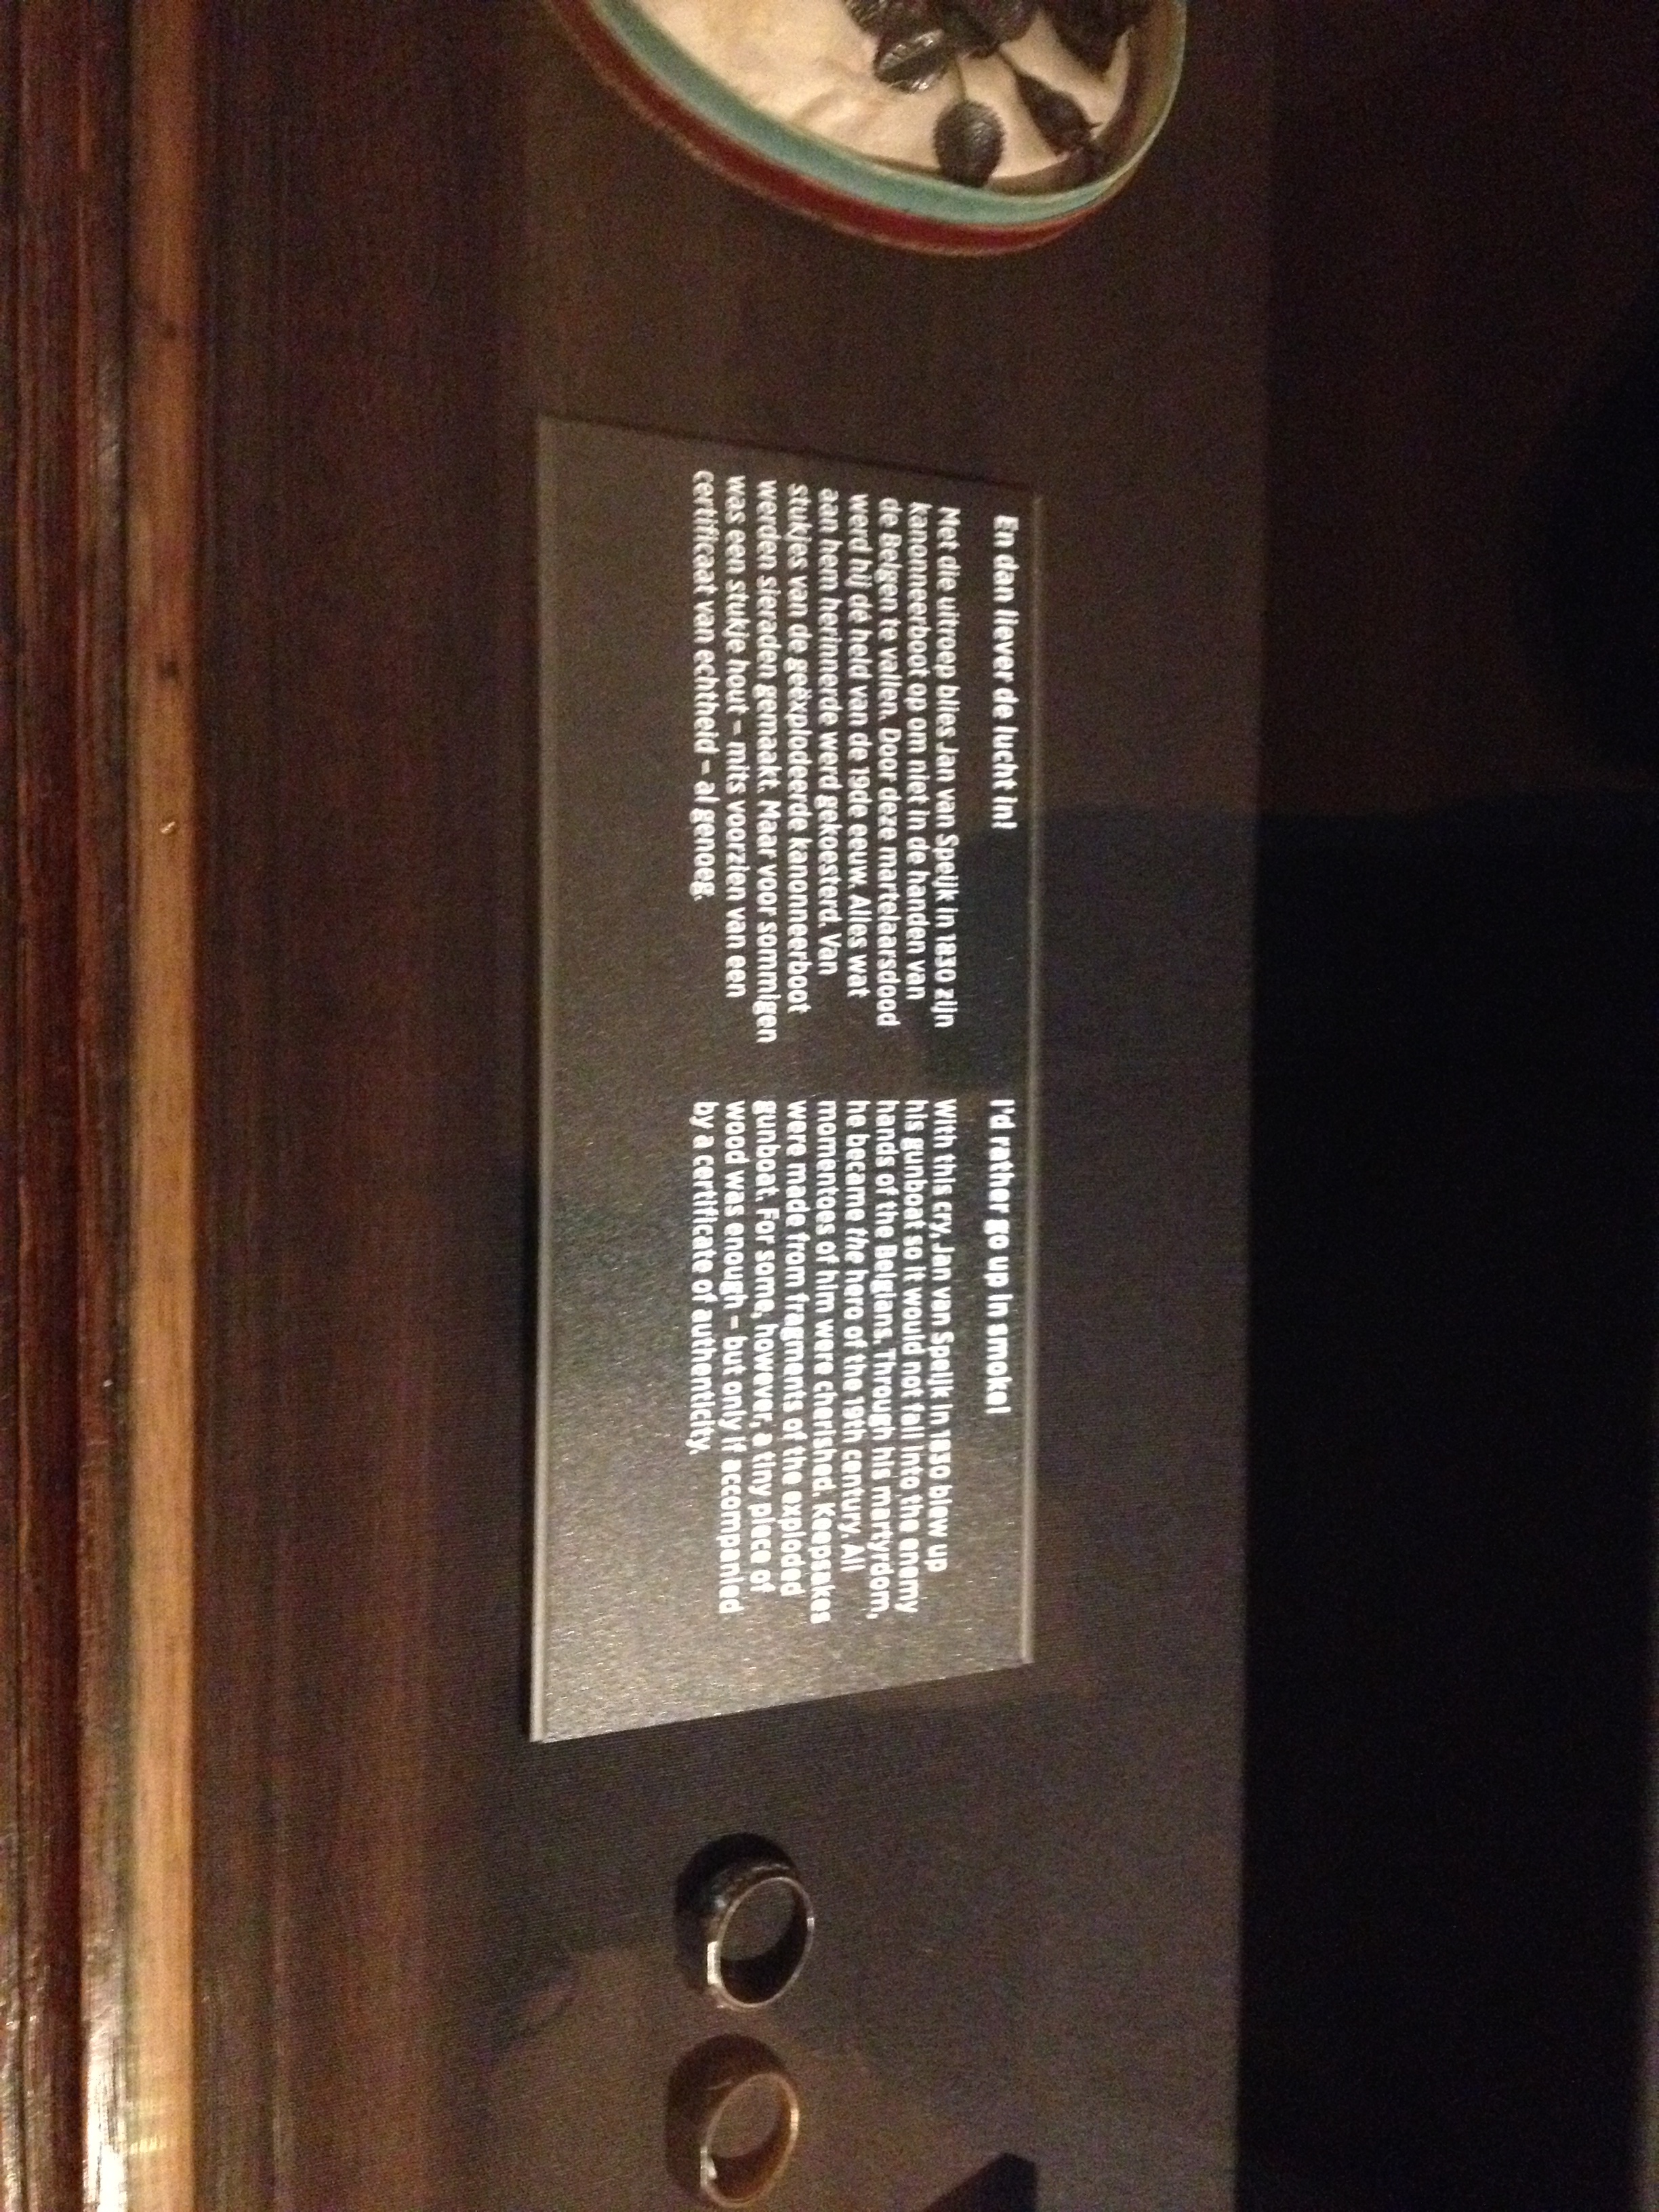 En dan liever de lucht in!
Met die uitroep blies Jan van Speijk in 1830 zijn
kanonneerboot op om niet in de handen van
de Belgen te vallen. Door deze martelaarsdood
werd hij dé held van de 19de eeuw. Alles wat
aan hem herinnerde werd gekoesterd. Van
stukjes van de geëxplodeerde kanonneerboot
werden sieraden gemaakt. Maar voor sommigen
was een stukje hout – mits voorzien van een
certificaat van echtheid – al genoeg.
I'd rather go up in smoke!
With this cry, Jan van Speijk in 1830 blew up
his gunboat so it would not fall into the enemy
hands of the Belgians. Through his martyrdom,
he became the hero of the 19th century. All
momentoes of him were cherished. Keepsakes
were made from fragments of the exploded
gunboat. For some, however, a tiny piece of
wood was enough – but only if accompanied
by a certificate of authenticity.